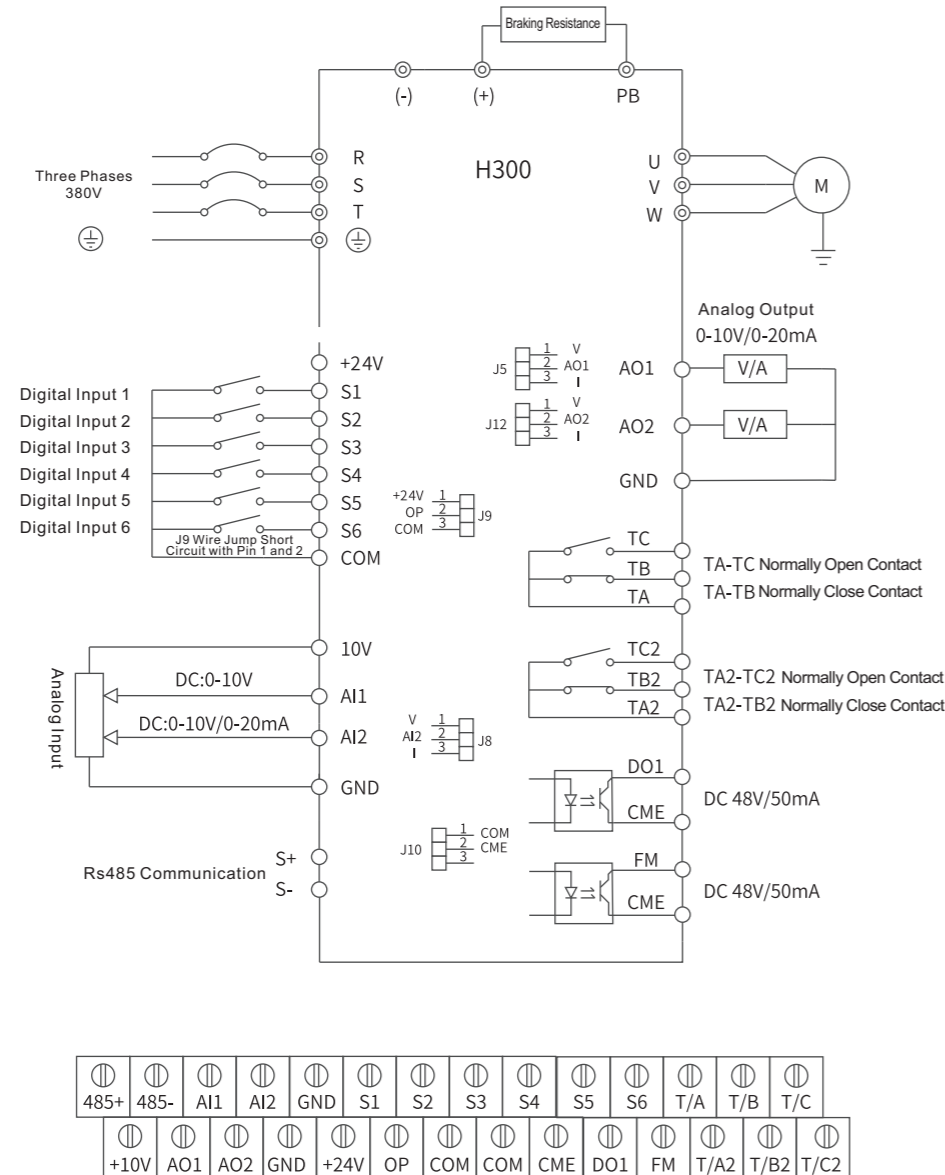 Braking Resistance
(-)
(+)
PB
H300
Three Phases
380V
R
S
T
U
V
W
M
Analog Output
0-10V/0-20mA
+24V
Digital Input 1
S1
Digital Input 2
S2
Digital Input 3
S3
Digital Input 4
S4
Digital Input 5
S5
Digital Input 6
S6
J9 Wire Jump Short
Circuit with Pin 1 and 2
COM
J5
1 V
2 AO1
3 I
J12
1 V
2 AO2
3 I
AO1
V/A
AO2
V/A
GND
+24V 1
OP 2
COM 3
J9
TC
TB
TA
TA-TC Normally Open Contact
TA-TB Normally Close Contact
TC2
TB2
TA2
TA2-TC2 Normally Open Contact
TA2-TB2 Normally Close Contact
Analog Input
10V
DC:0-10V
AI1
DC:0-10V/0-20mA
AI2
GND
V 1
AI2 2
I 3
J8
DO1
CME
DC 48V/50mA
J10
1 COM
2 CME
3
FM
CME
DC 48V/50mA
Rs485 Communication
S+
S-
485+ 485- AI1 AI2 GND S1 S2 S3 S4 S5 S6 T/A T/B T/C
+10V AO1 AO2 GND +24V OP COM COM CME DO1 FM T/A2 T/B2 T/C2